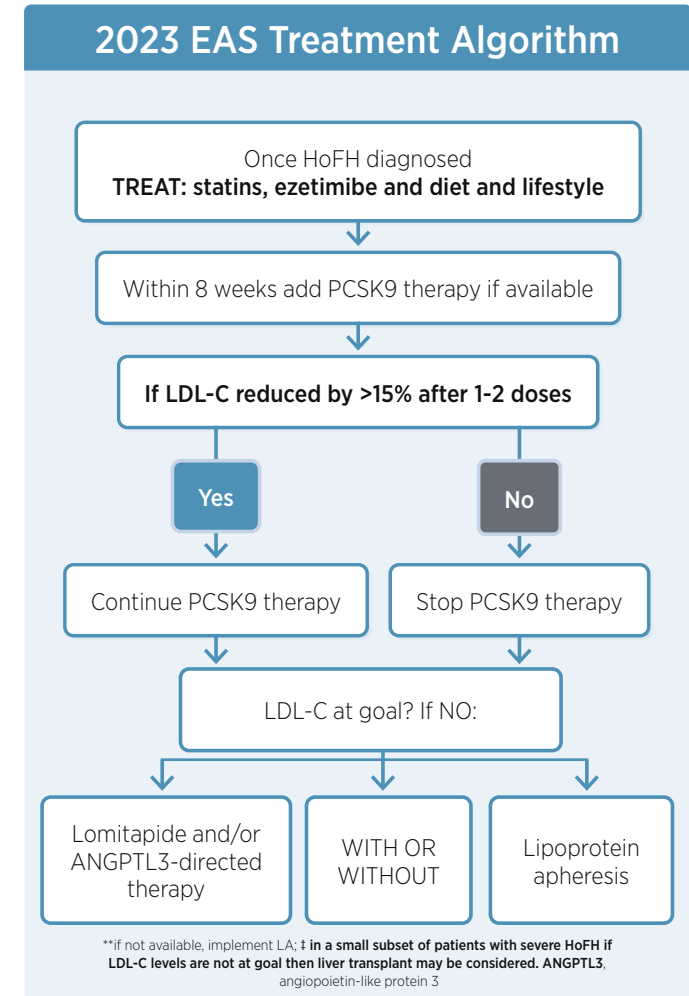 2023 EAS Treatment Algorithm
Once HoFH diagnosed
TREAT: statins, ezetimibe and diet and lifestyle
Within 8 weeks add PCSK9 therapy if available
If LDL-C reduced by >15% after 1-2 doses
Yes
No
Continue PCSK9 therapy
Stop PCSK9 therapy
LDL-C at goal? If NO:
Lomitapide and/or
ANGPTL3-directed
therapy
WITH OR
WITHOUT
Lipoprotein
apheresis
**if not available, implement LA; ‡ in a small subset of patients with severe HoFH if
LDL-C levels are not at goal then liver transplant may be considered. ANGPTL3,
angiopoietin-like protein 3